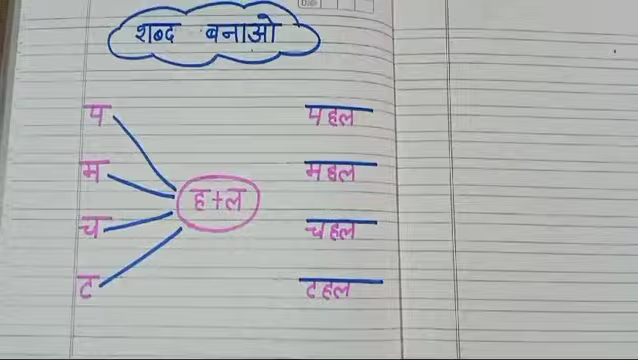 शब्द बनाओ
प पहल
म महल
ह+ल
च चहल
ट टहल